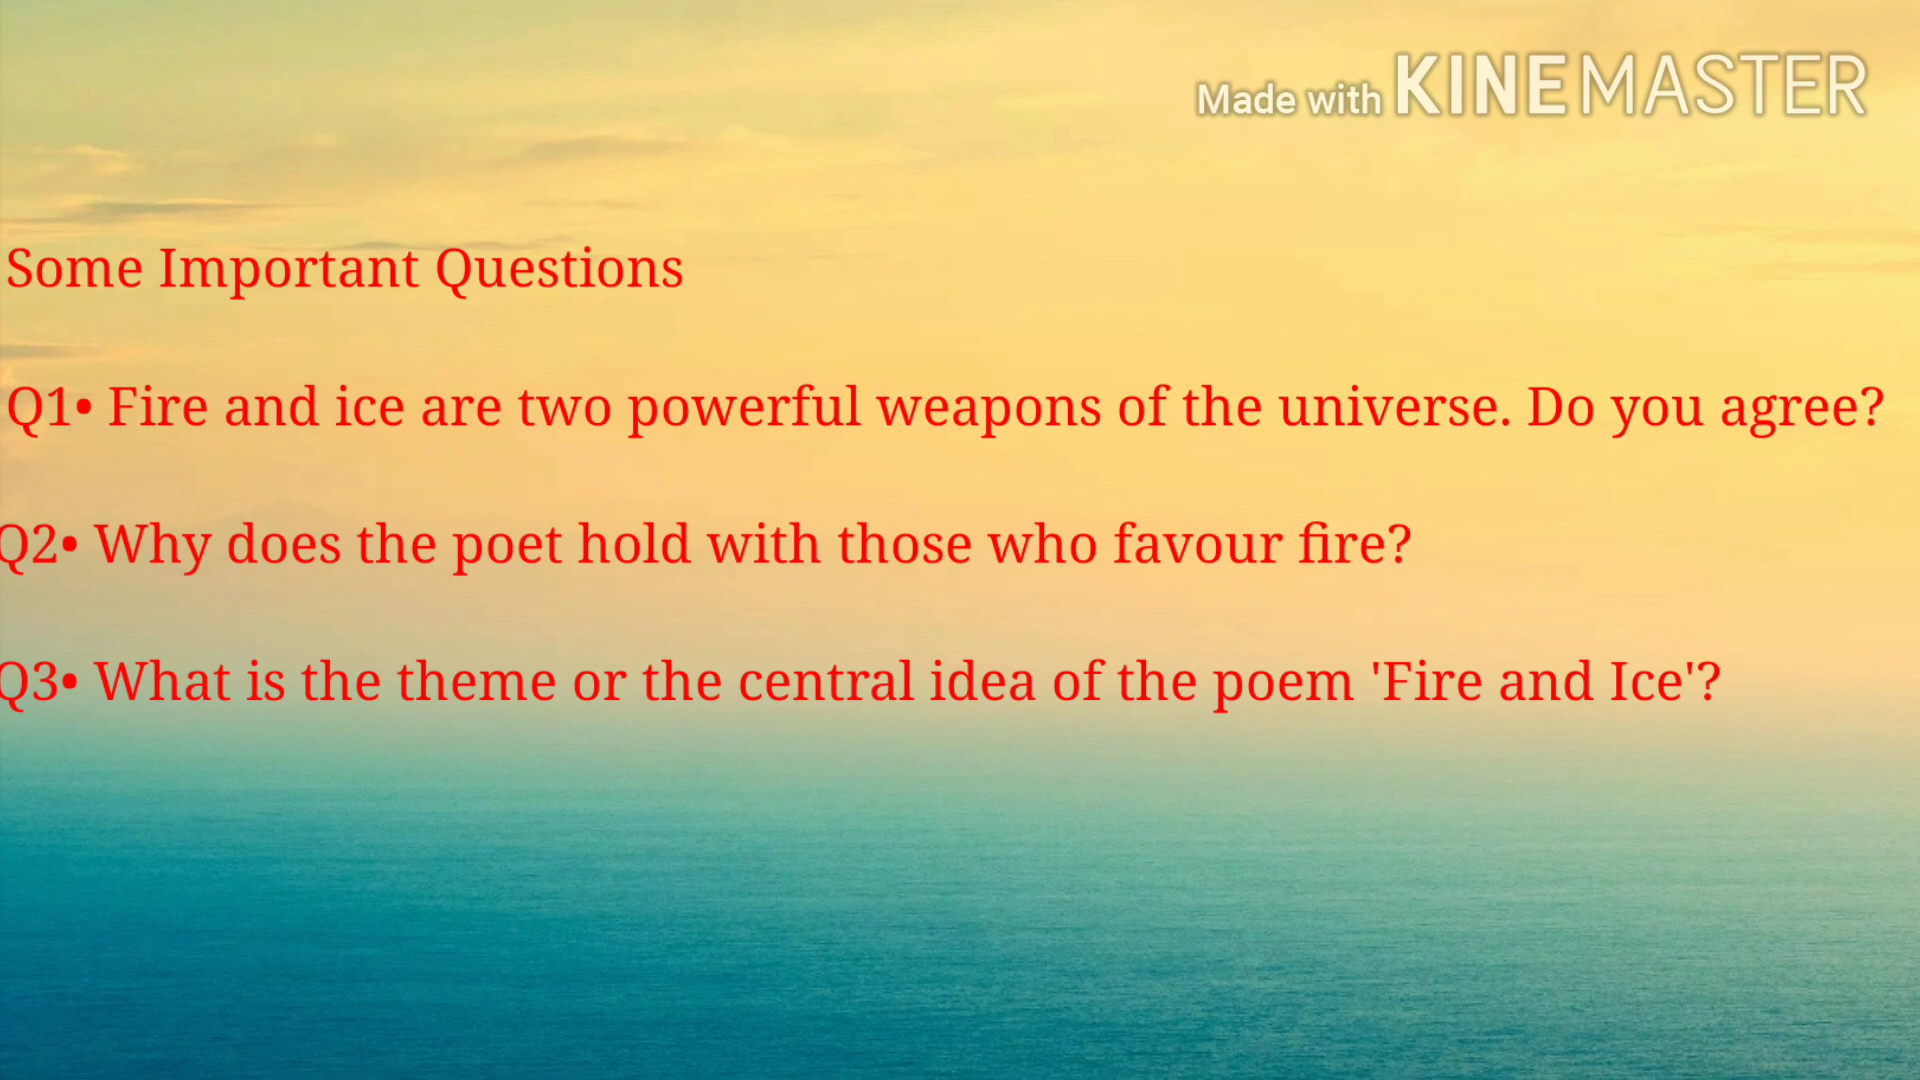 Made with KINEMASTER
Some Important Questions
Q1• Fire and ice are two powerful weapons of the universe. Do you agree?
Q2• Why does the poet hold with those who favour fire?
Q3• What is the theme or the central idea of the poem 'Fire and Ice'?